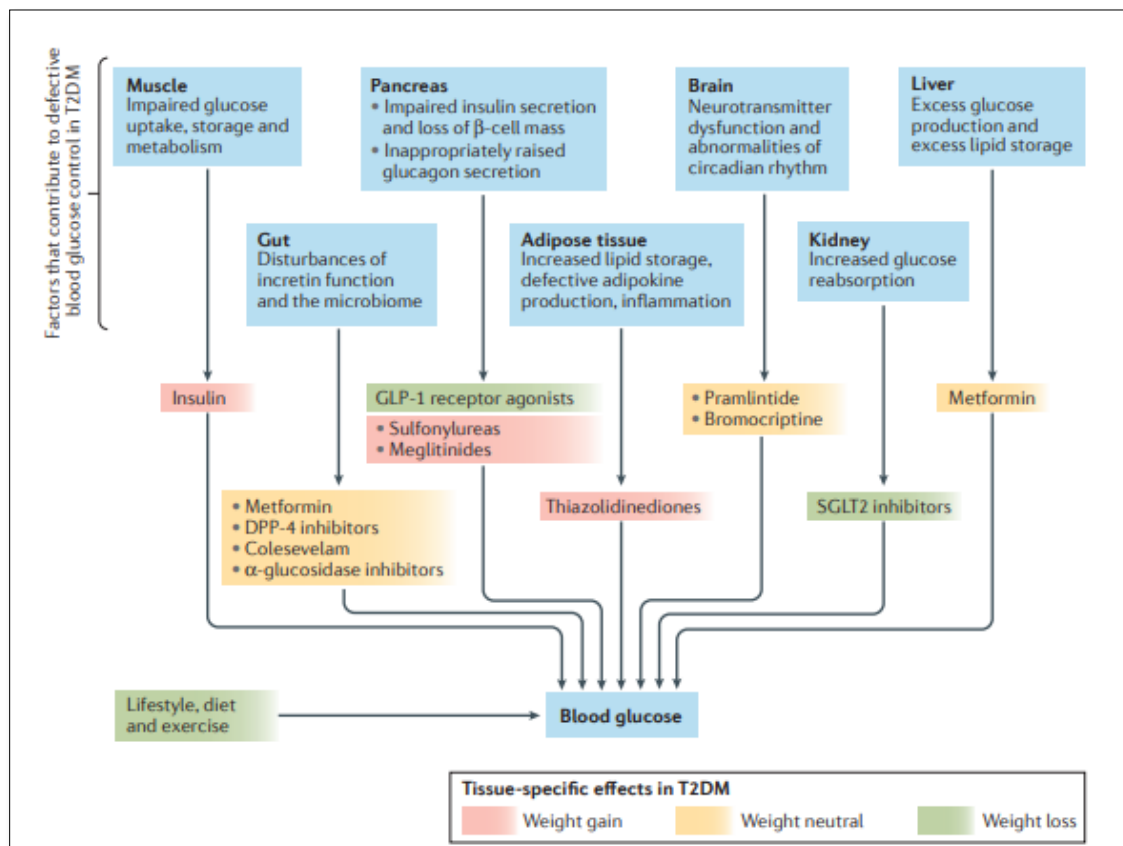 Factors that contribute to defective
blood glucose control in T2DM
Muscle
Impaired glucose
uptake, storage and
metabolism
Pancreas
• Impaired insulin secretion
and loss of β-cell mass
• Inappropriately raised
glucagon secretion
Brain
Neurotransmitter
dysfunction and
abnormalities of
circadian rhythm
Liver
Excess glucose
production and
excess lipid storage
Gut
Disturbances of
incretin function
and the microbiome
Adipose tissue
Increased lipid storage,
defective adipokine
production, inflammation
Kidney
Increased glucose
reabsorption
Insulin
GLP-1 receptor agonists
• Sulfonylureas
• Meglitinides
• Pramlintide
• Bromocriptine
Metformin
• Metformin
• DPP-4 inhibitors
• Colesevelam
• α-glucosidase inhibitors
Thiazolidinediones
SGLT2 inhibitors
Lifestyle, diet
and exercise
Blood glucose
Tissue-specific effects in T2DM
Weight gain
Weight neutral
Weight loss